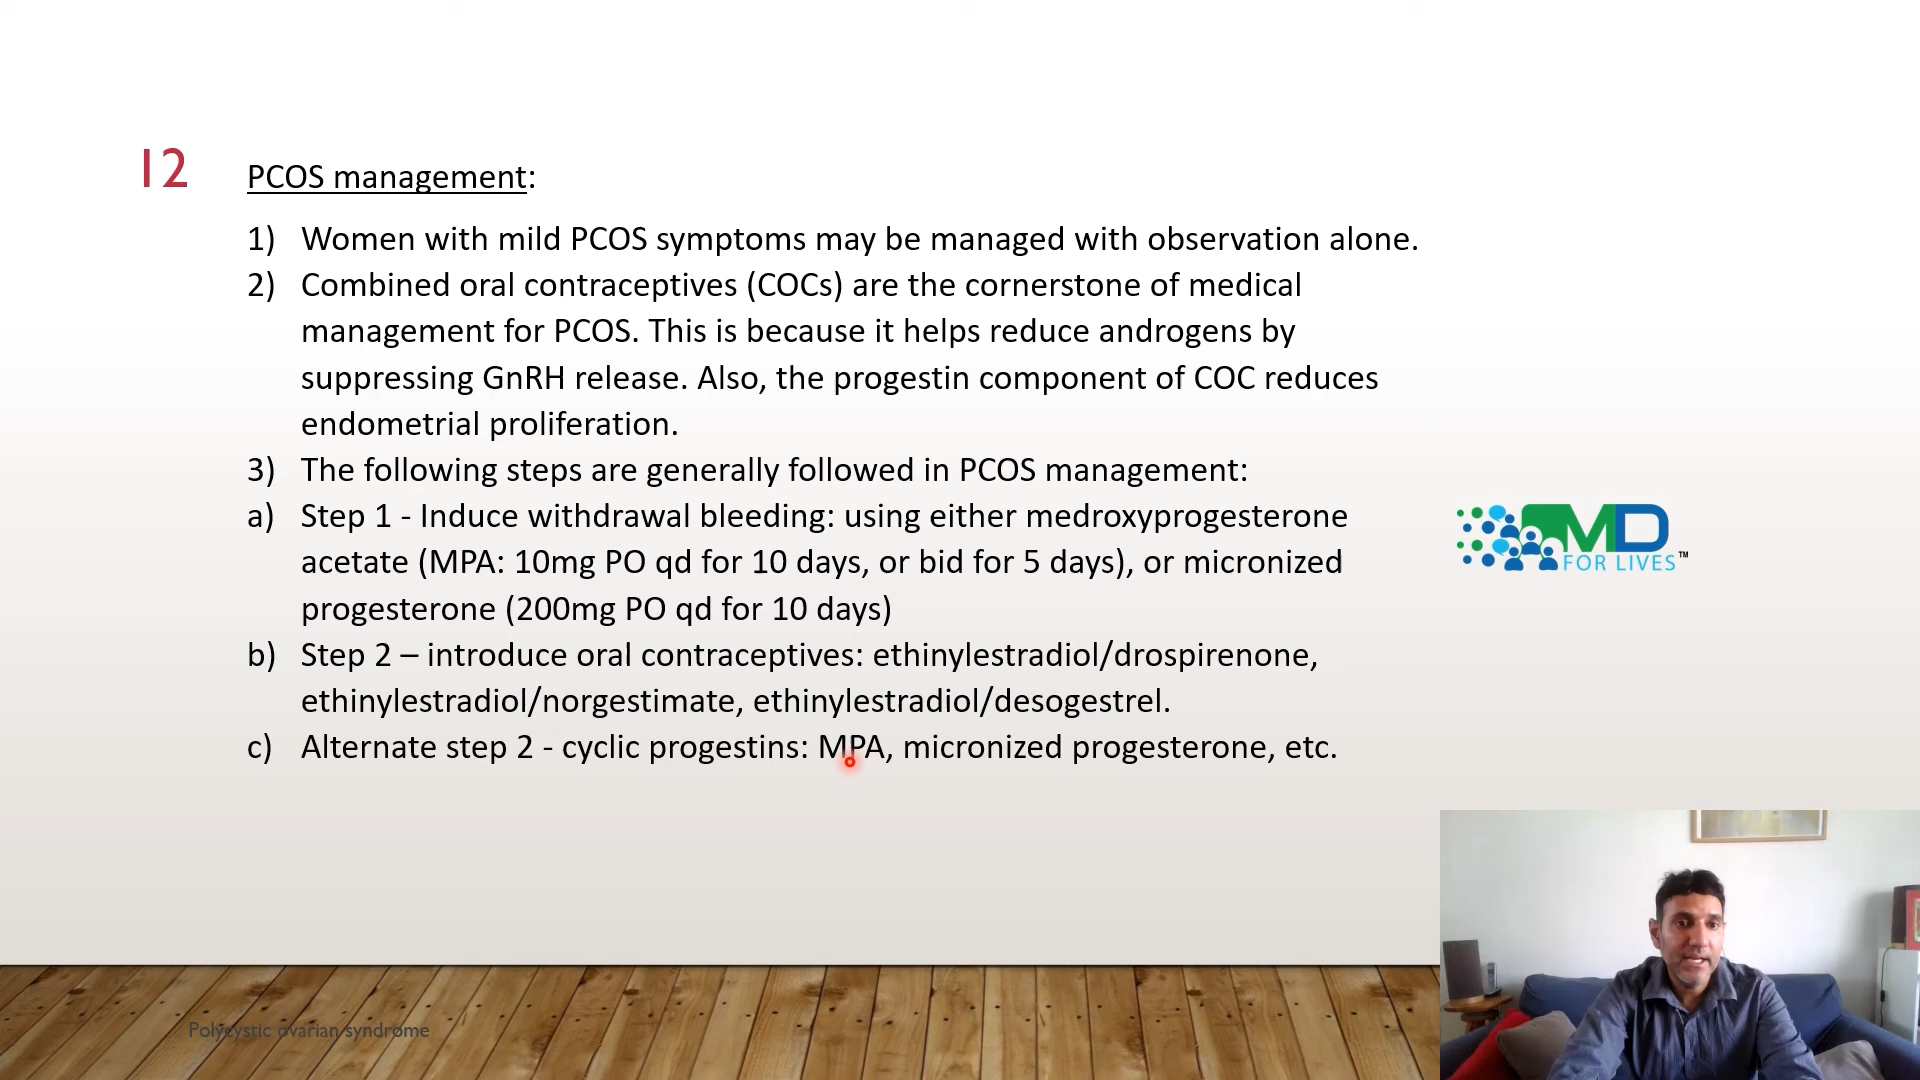 12
PCOS management:
1) Women with mild PCOS symptoms may be managed with observation alone.
2) Combined oral contraceptives (COCs) are the cornerstone of medical
management for PCOS. This is because it helps reduce androgens by
suppressing GnRH release. Also, the progestin component of COC reduces
endometrial proliferation.
3) The following steps are generally followed in PCOS management:
a) Step 1 - Induce withdrawal bleeding: using either medroxyprogesterone
acetate (MPA: 10mg PO qd for 10 days, or bid for 5 days), or micronized
progesterone (200mg PO qd for 10 days)
b) Step 2 – introduce oral contraceptives: ethinylestradiol/drospirenone,
ethinylestradiol/norgestimate, ethinylestradiol/desogestrel.
c) Alternate step 2 - cyclic progestins: MPA, micronized progesterone, etc.
MD
FOR LIVES™
Polycystic ovarian syndrome